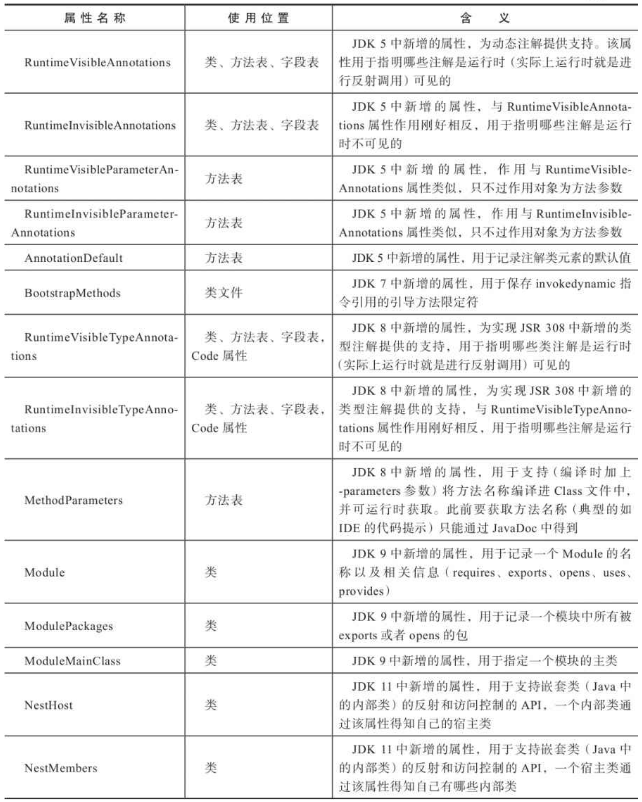 属性名称 使用位置 含 义
RuntimeVisibleAnnotations 类、方法表、字段表 JDK 5 中新增的属性，为动态注解提供支持。该属
性用于指明哪些注解是运行时（实际上运行时就是进
行反射调用）可见的
RuntimeInvisibleAnnotations 类、方法表、字段表 JDK 5 中新增的属性，与 RuntimeVisibleAnnota-
tions 属性作用刚好相反，用于指明哪些注解是运行
时不可见的
RuntimeVisibleParameterAn-
notations 方法表 JDK 5 中新增的属性，作用与 RuntimeVisible-
Annotations 属性类似，只不过作用对象为方法参数
RuntimeInvisibleParameter-
Annotations 方法表 JDK 5 中新增的属性，作用与 RuntimeInvisible-
Annotations 属性类似，只不过作用对象为方法参数
AnnotationDefault 方法表 JDK 5 中新增的属性，用于记录注解类元素的默认值
BootstrapMethods 类文件 JDK 7 中新增的属性，用于保存 invokedynamic 指
令引用的引导方法限定符
RuntimeVisibleTypeAnnota-
tions 类、方法表、字段表，
Code 属性 JDK 8 中新增的属性，为实现 JSR 308 中新增的类
型注解提供的支持，用于指明哪些类注解是运行时
（实际上运行时就是进行反射调用）可见的
RuntimeInvisibleTypeAnno-
tations 类、方法表、字段表，
Code 属性 JDK 8 中新增的属性，为实现 JSR 308 中新增的
类型注解提供的支持，与 RuntimeVisibleTypeAnno-
tations 属性作用刚好相反，用于指明哪些注解是运行
时不可见的
MethodParameters 方法表 JDK 8 中新增的属性，用于支持（编译时加上
-parameters 参数）将方法名称编译进 Class 文件中，
并可运行时获取。此前要获取方法名称（典型的如
IDE 的代码提示）只能通过 JavaDoc 中得到
Module 类 JDK 9 中新增的属性，用于记录一个 Module 的名
称以及相关信息（requires、exports、opens、uses、
provides）
ModulePackages 类 JDK 9 中新增的属性，用于记录一个模块中所有被
exports 或者 opens 的包
ModuleMainClass 类 JDK 9 中新增的属性，用于指定一个模块的主类
NestHost 类 JDK 11 中新增的属性，用于支持嵌套类（Java 中
的内部类）的反射和访问控制的 API，一个内部类通
过该属性得知自己的宿主类
NestMembers 类 JDK 11 中新增的属性，用于支持嵌套类（Java 中
的内部类）的反射和访问控制的 API，一个宿主类通
过该属性得知自己有哪些内部类